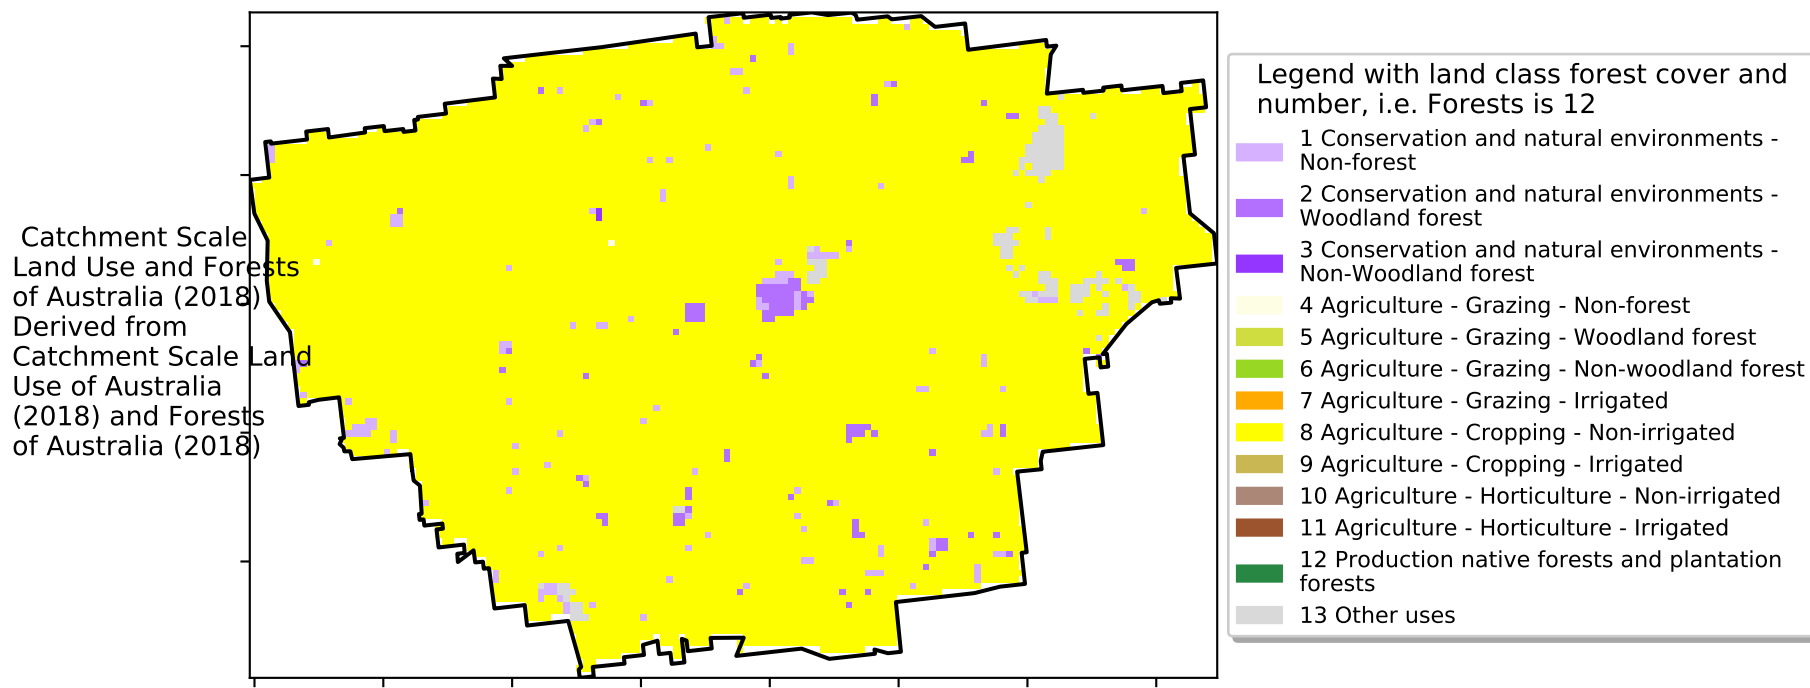 Catchment Scale
Land Use and Forests
of Australia (2018)
Derived from
Catchment Scale Land
Use of Australia
(2018) and Forests
of Australia (2018)
Legend with land class forest cover and
number, i.e. Forests is 12
1 Conservation and natural environments -
Non-forest
2 Conservation and natural environments -
Woodland forest
3 Conservation and natural environments -
Non-Woodland forest
4 Agriculture - Grazing - Non-forest
5 Agriculture - Grazing - Woodland forest
6 Agriculture - Grazing - Non-woodland forest
7 Agriculture - Grazing - Irrigated
8 Agriculture - Cropping - Non-irrigated
9 Agriculture - Cropping - Irrigated
10 Agriculture - Horticulture - Non-irrigated
11 Agriculture - Horticulture - Irrigated
12 Production native forests and plantation
forests
13 Other uses